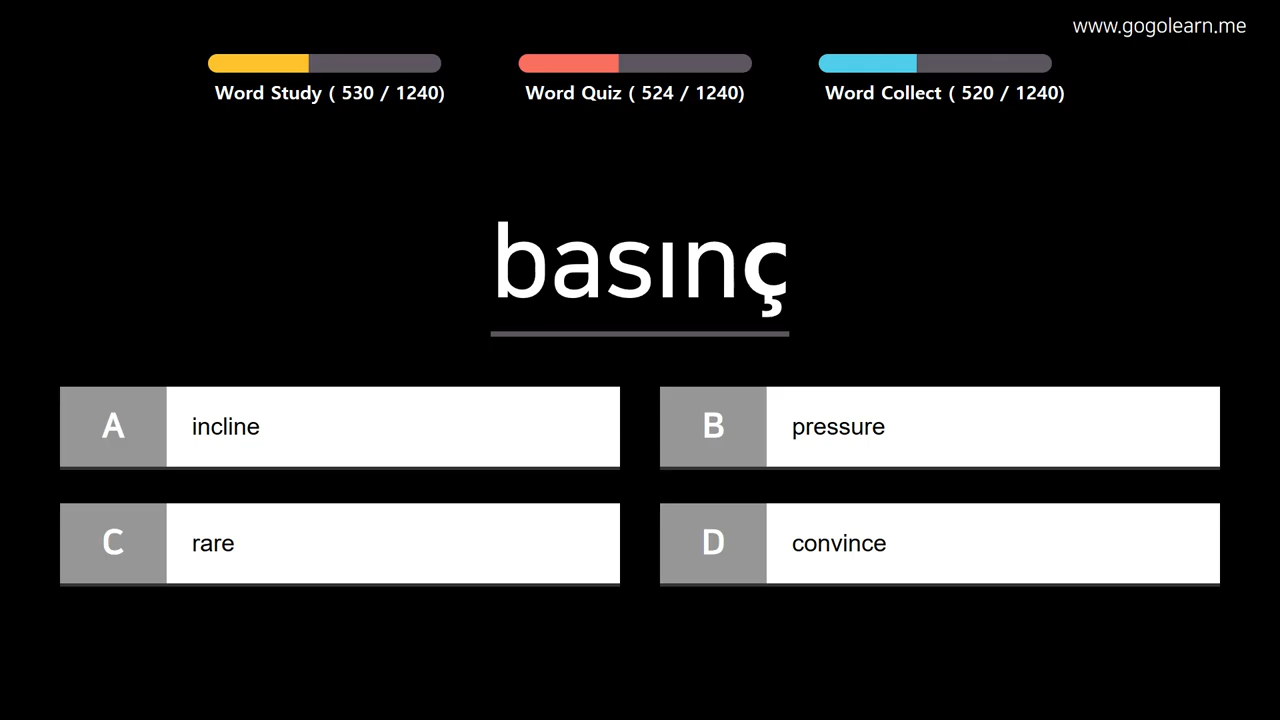 www.gogolearn.me
Word Study ( 530 / 1240)
Word Quiz ( 524 / 1240)
Word Collect ( 520 / 1240)
basınç
A incline
B pressure
C rare
D convince